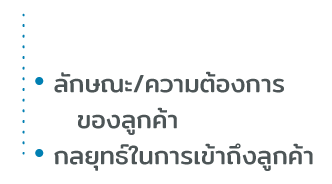 • ลักษณะ/ความต้องการ
ของลูกค้า
• กลยุทธ์ในการเข้าถึงลูกค้า